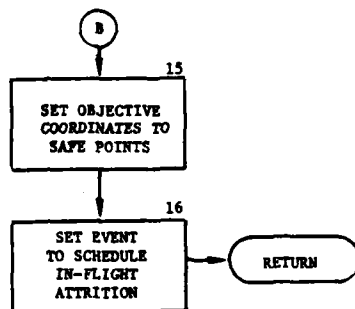 B
15
SET OBJECTIVE
COORDINATES TO
SAFE POINTS
16
SET EVENT
TO SCHEDULE
IN-FLIGHT
ATTRITION
RETURN